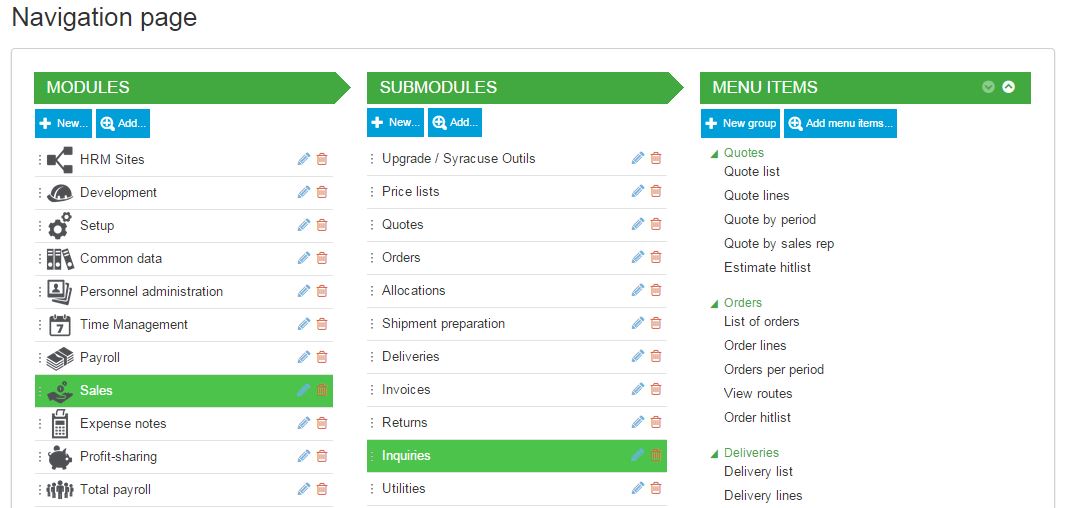 Navigation page
MODULES
New...
Add...
HRM Sites
Development
Setup
Common data
Personnel administration
7
Time Management
Payroll
Sales
Expense notes
Profit-sharing
Total payroll
SUBMODULES
New...
Add...
Upgrade / Syracuse Outils
Price lists
Quotes
Orders
Allocations
Shipment preparation
Deliveries
Invoices
Returns
Inquiries
Utilities
MENU ITEMS
New group
Add menu items...
Quotes
Quote list
Quote lines
Quote by period
Quote by sales rep
Estimate hitlist
Orders
List of orders
Order lines
Orders per period
View routes
Order hitlist
Deliveries
Delivery list
Delivery lines